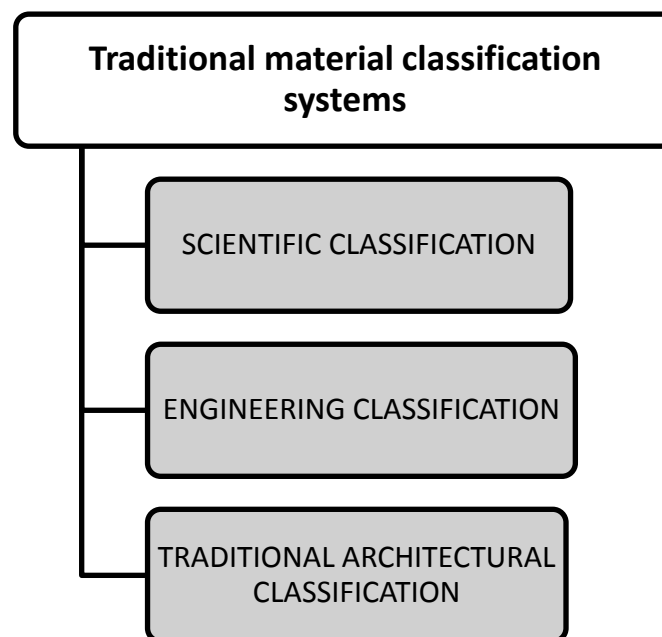 Traditional material classification
systems
SCIENTIFIC CLASSIFICATION
ENGINEERING CLASSIFICATION
TRADITIONAL ARCHITECTURAL
CLASSIFICATION